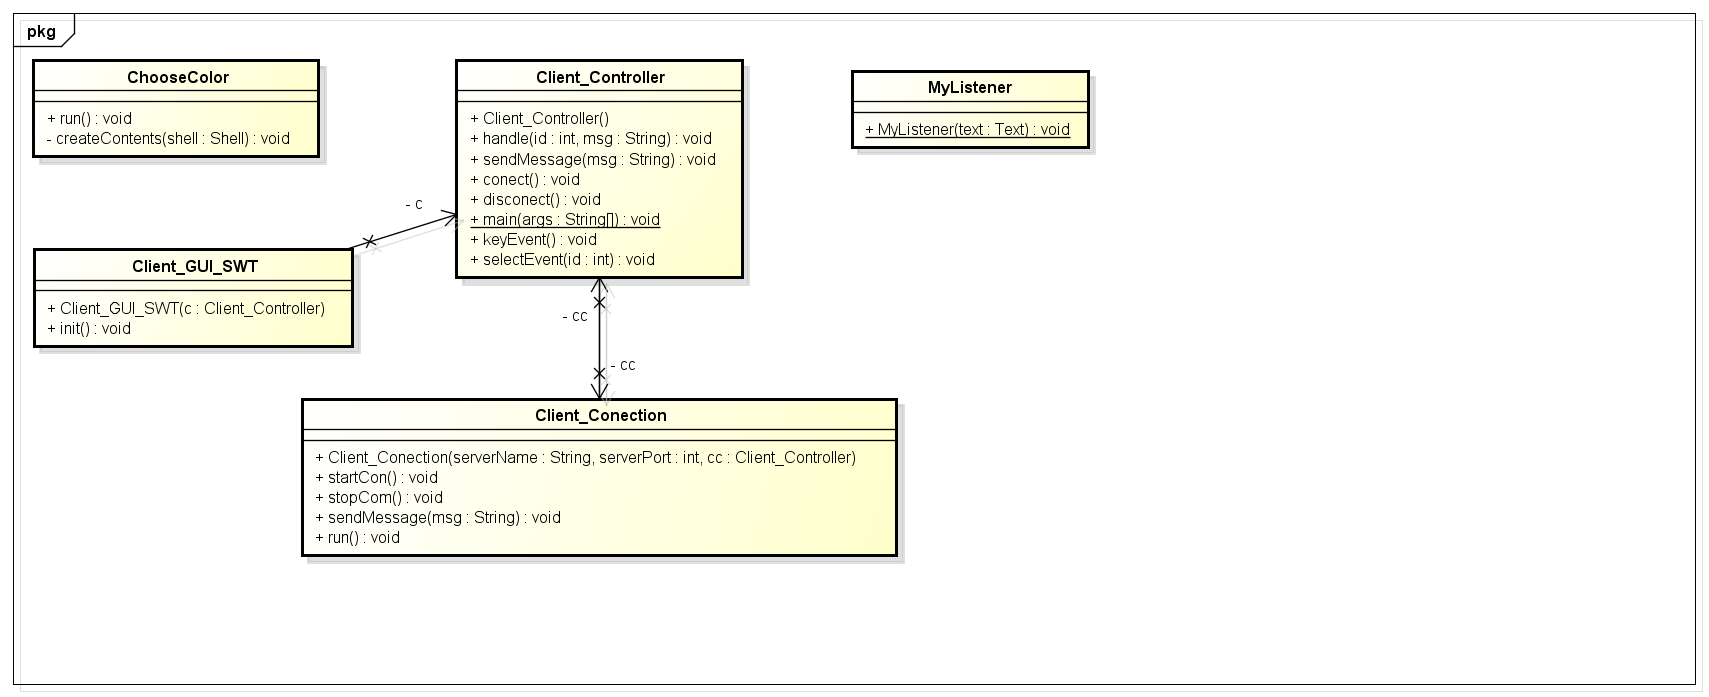 pkg
ChooseColor
+ run() : void
- createContents(shell : Shell) : void
Client_Controller
+ Client_Controller()
+ handle(id : int, msg : String) : void
+ sendMessage(msg : String) : void
+ conect() : void
+ disconect() : void
+ main(args : String[]) : void
+ keyEvent() : void
+ selectEvent(id : int) : void
MyListener
+ MyListener(text : Text) : void
- c
Client_GUI_SWT
+ Client_GUI_SWT(c : Client_Controller)
+ init() : void
- cc
- cc
Client_Conection
+ Client_Conection(serverName : String, serverPort : int, cc : Client_Controller)
+ startCon() : void
+ stopCom() : void
+ sendMessage(msg : String) : void
+ run() : void